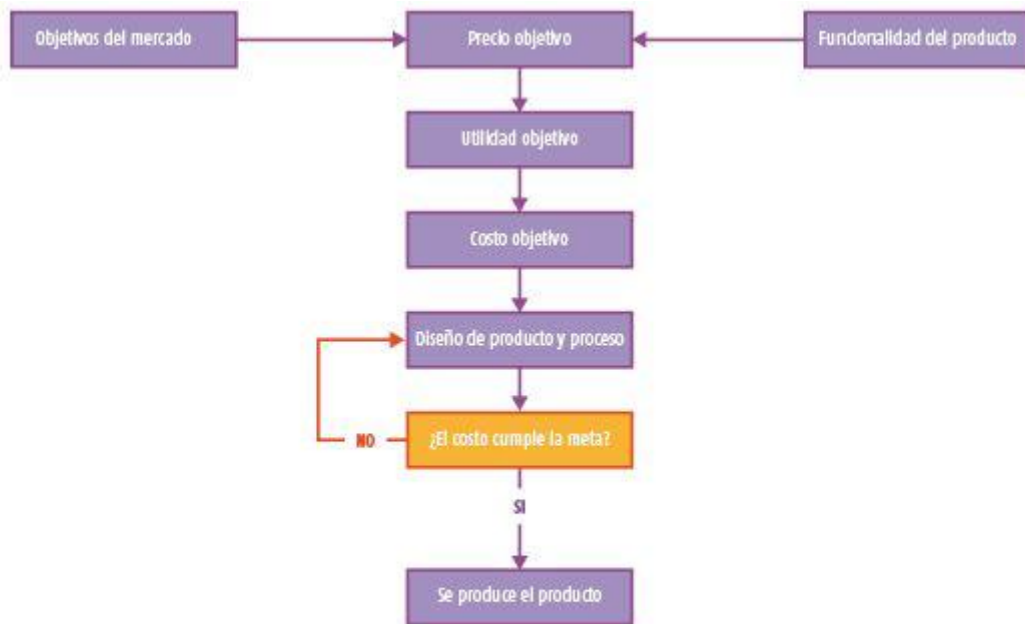 Objetivos del mercado
Precio objetivo
Funcionalidad del producto
Utilidad objetivo
Costo objetivo
Diseño de producto y proceso
¿El costo cumple la meta?
NO
SI
Se produce el producto